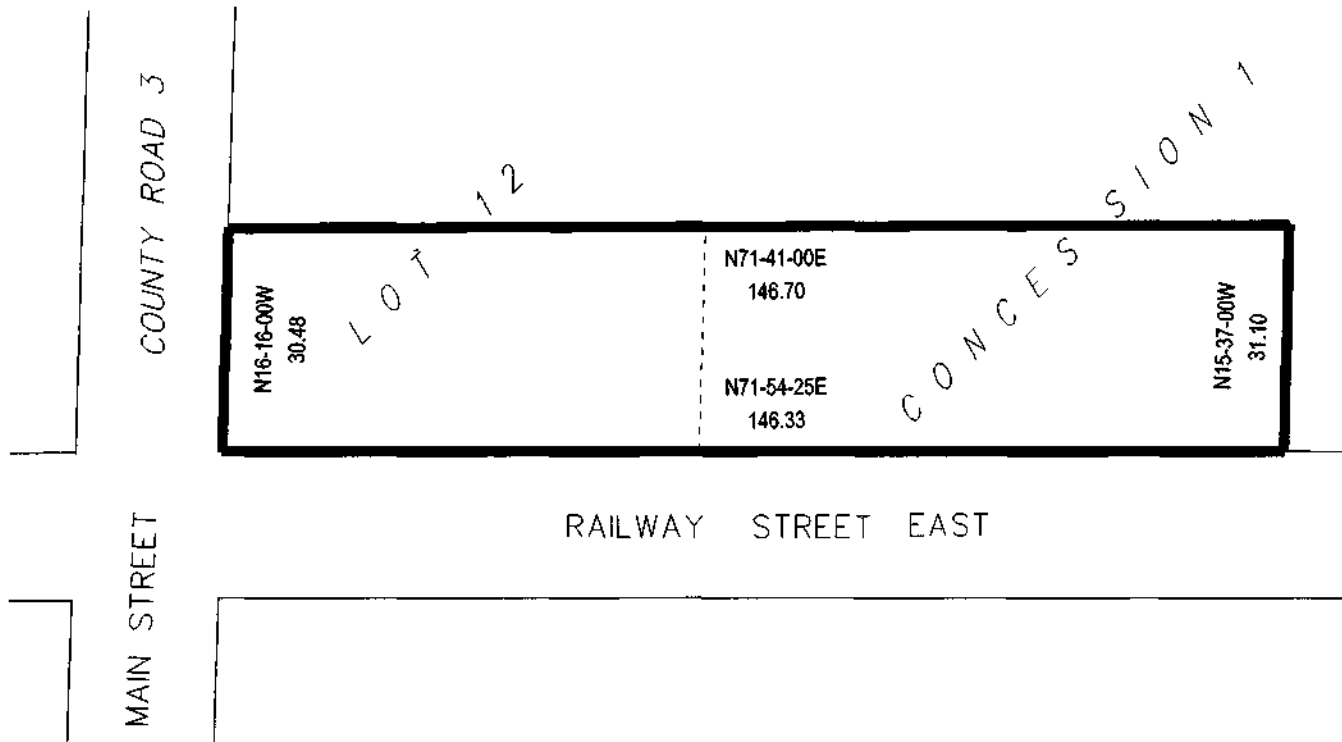 COUNTY ROAD 3
LOT 12
CONCESSION 1
N16-16-00W
30.48
N71-41-00E
146.70
N71-54-25E
146.33
N15-37-00W
31.10
RAILWAY STREET EAST
MAIN STREET